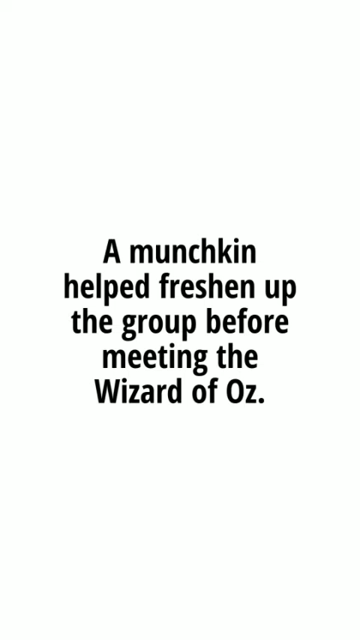 A munchkin
helped freshen up
the group before
meeting the
Wizard of Oz.